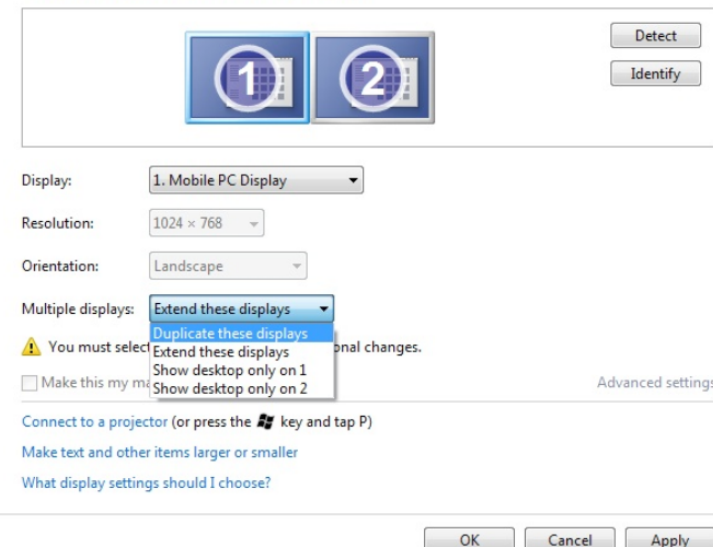 1 2
Detect
Identify
Display: 1. Mobile PC Display
Resolution: 1024 × 768
Orientation: Landscape
Multiple displays: Extend these displays
Duplicate these displays
Extend these displays
Show desktop only on 1
Show desktop only on 2
You must select onal changes.
Make this my ma
Advanced settings
Connect to a projector (or press the key and tap P)
Make text and other items larger or smaller
What display settings should I choose?
OK Cancel Apply